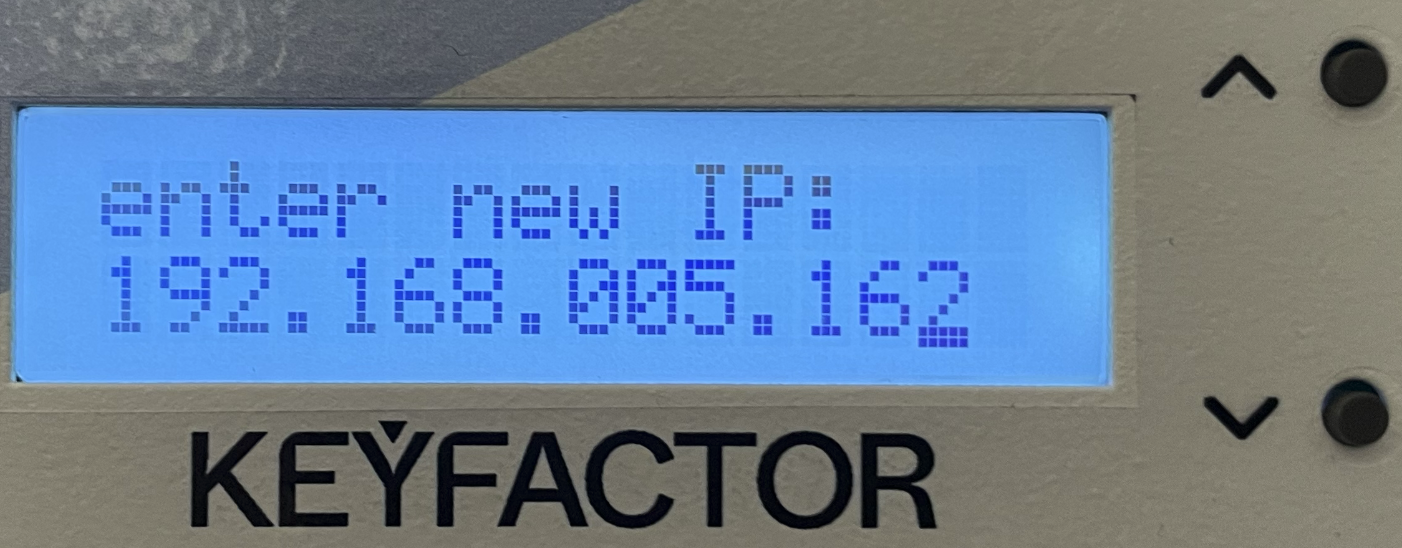 enter new IP:
192.168.005.162
KEYFACTOR